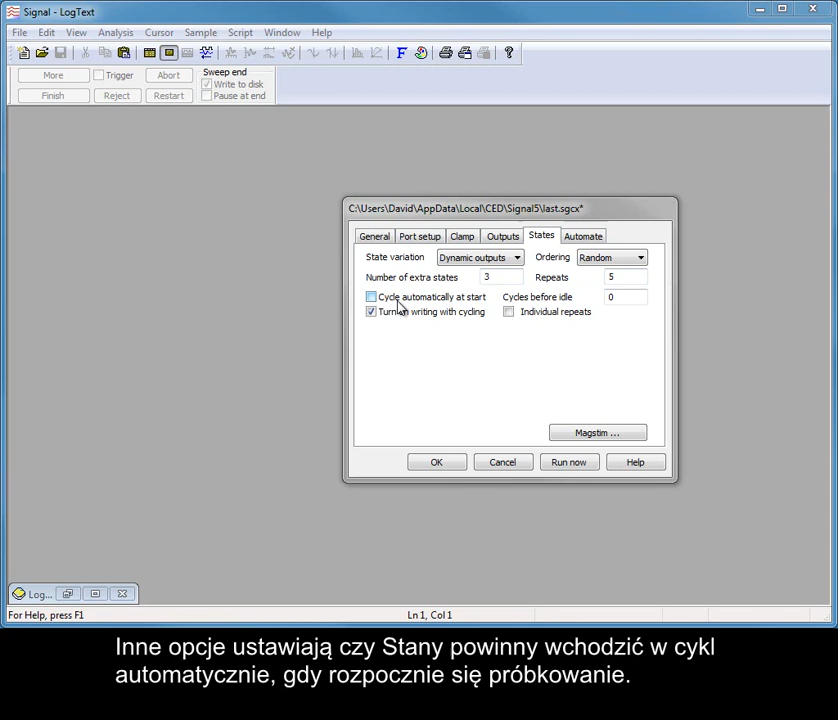 Signal - LogText
File Edit View Analysis Cursor Sample Script Window Help
More Trigger Abort Sweep end
Write to disk
Finish Reject Restart Pause at end
C:\Users\David\AppData\Local\CED\Signal5\last.sgcx*
General Port setup Clamp Outputs States Automate
State variation Dynamic outputs Ordering Random
Number of extra states 3 Repeats 5
Cycle automatically at start Cycles before idle 0
Turn on writing with cycling Individual repeats
Magstim ...
OK Cancel Run now Help
Log...
For Help, press F1 Ln 1, Col 1
Inne opcje ustawiają czy Stany powinny wchodzić w cykl
automatycznie, gdy rozpocznie się próbkowanie.